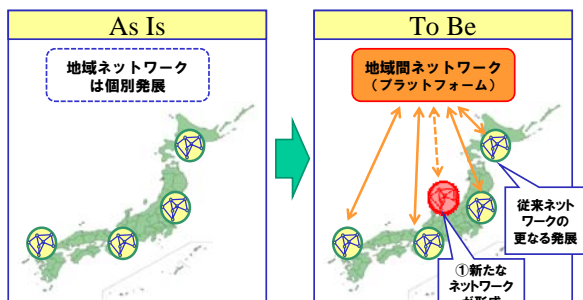 As Is
地域ネットワーク
は個別発展
To Be
地域間ネットワーク
(プラットフォーム)
従来ネット
ワークの
更なる発展
①新たな
ネットワーク
が形成